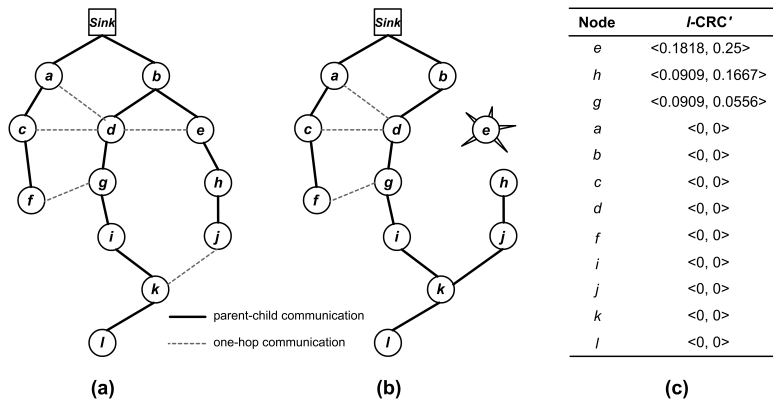 Sink
a
b
c
d
e
f
g
h
i
j
k
l
parent-child communication
one-hop communication
(a)
Sink
a
b
c
d
e
f
g
h
i
j
k
l
(b)
Node l-CRC'
e <0.1818, 0.25>
h <0.0909, 0.1667>
g <0.0909, 0.0556>
a <0, 0>
b <0, 0>
c <0, 0>
d <0, 0>
f <0, 0>
i <0, 0>
j <0, 0>
k <0, 0>
l <0, 0>
(c)